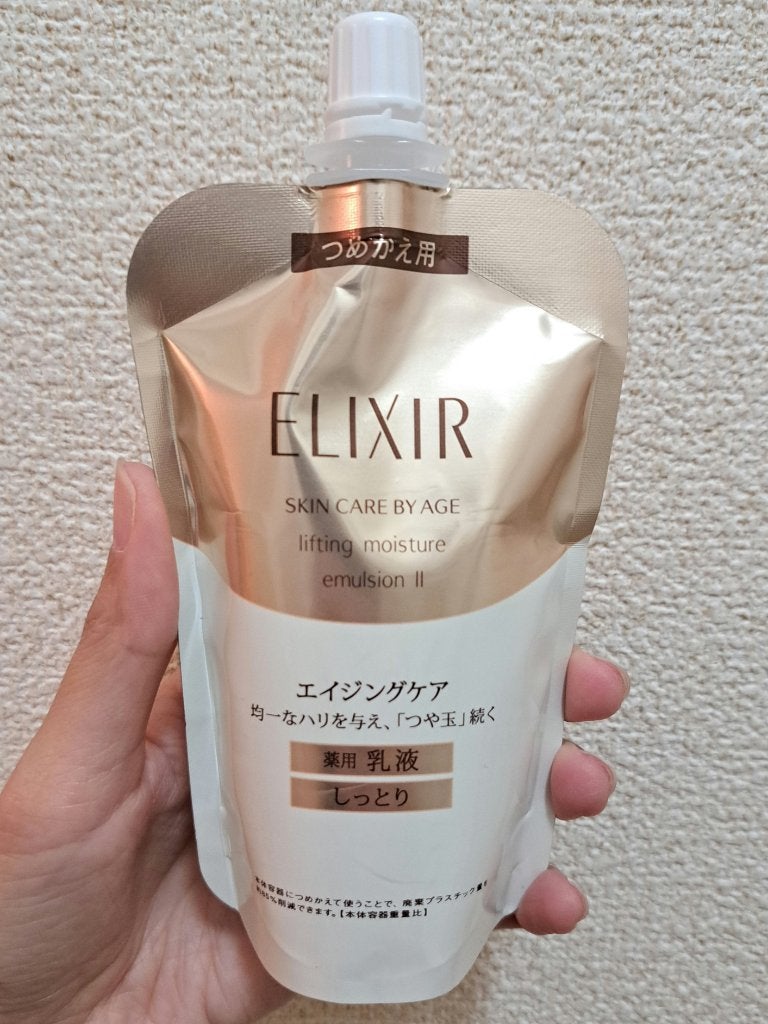 つめかえ用
ELIXIR
SKIN CARE BY AGE
lifting moisture
emulsion II
エイジングケア
均一なハリを与え、「つや玉」続く
薬用 乳液
しっとり
本体容器につめかえて使うことで、廃棄プラスチック量を
約85%削減できます。【本体容器重量比】